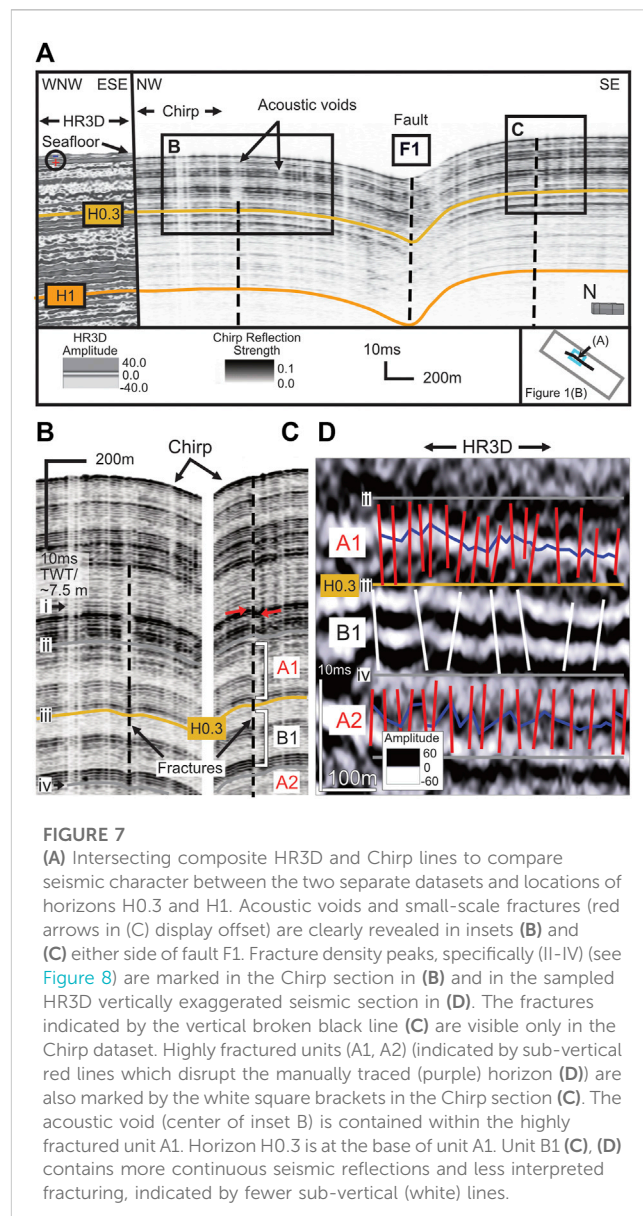 A
WNW ESE NW SE
HR3D Chirp Acoustic voids
Seafloor
Fault
F1
B
C
H0.3
H1
N
HR3D Amplitude
40.0
0.0
-40.0
Chirp Reflection Strength
0.1
0.0
10ms
200m
(A)
Figure 1(B)
B
Chirp
C
200m
10ms TWT/ ~7.5 m
i
ii
iii
iv
A1
H0.3
B1
Fractures
A2
D
HR3D
ii
A1
H0.3
iii
B1
iv
10ms
A2
Amplitude
60
0
-60
100m
FIGURE 7
(A) Intersecting composite HR3D and Chirp lines to compare
seismic character between the two separate datasets and locations of
horizons H0.3 and H1. Acoustic voids and small-scale fractures (red
arrows in (C) display offset) are clearly revealed in insets (B) and
(C) either side of fault F1. Fracture density peaks, specifically (II-IV) (see
Figure 8) are marked in the Chirp section in (B) and in the sampled
HR3D vertically exaggerated seismic section in (D). The fractures
indicated by the vertical broken black line (C) are visible only in the
Chirp dataset. Highly fractured units (A1, A2) (indicated by sub-vertical
red lines which disrupt the manually traced (purple) horizon (D)) are
also marked by the white square brackets in the Chirp section (C). The
acoustic void (center of inset B) is contained within the highly
fractured unit A1. Horizon H0.3 is at the base of unit A1. Unit B1 (C), (D)
contains more continuous seismic reflections and less interpreted
fracturing, indicated by fewer sub-vertical (white) lines.